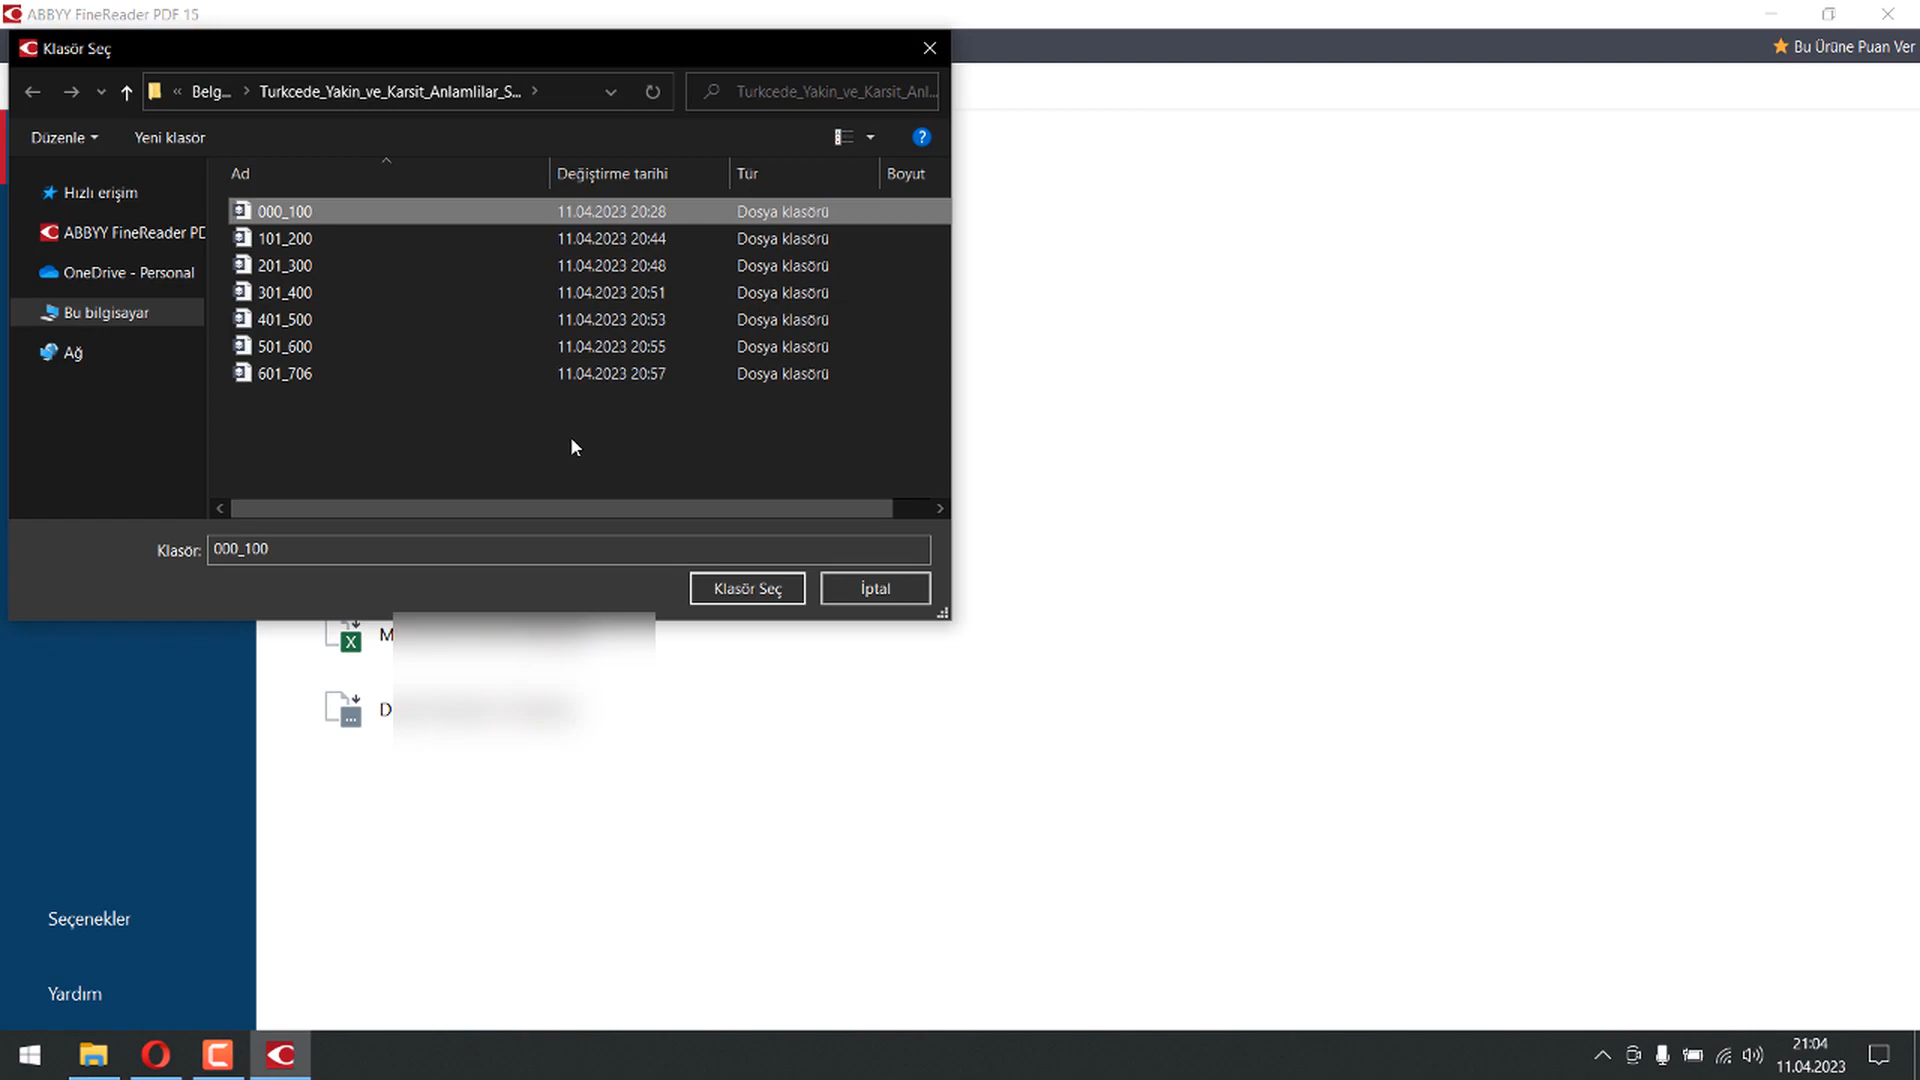 ABBYY FineReader PDF 15
Bu Ürüne Puan Ver
Klasör Seç
« Belg... > Turkcede_Yakin_ve_Karsit_Anlamlilar_S... >
Turkcede_Yakin_ve_Karsit_Anl...
Düzenle
Yeni klasör
Ad Değiştirme tarihi Tür Boyut
Hızlı erişim
ABBYY FineReader PD
OneDrive - Personal
Bu bilgisayar
Ağ
000_100 11.04.2023 20:28 Dosya klasörü
101_200 11.04.2023 20:44 Dosya klasörü
201_300 11.04.2023 20:48 Dosya klasörü
301_400 11.04.2023 20:51 Dosya klasörü
401_500 11.04.2023 20:53 Dosya klasörü
501_600 11.04.2023 20:55 Dosya klasörü
601_706 11.04.2023 20:57 Dosya klasörü
Klasör: 000_100
Klasör Seç
İptal
M
D
Seçenekler
Yardım
21:04
11.04.2023